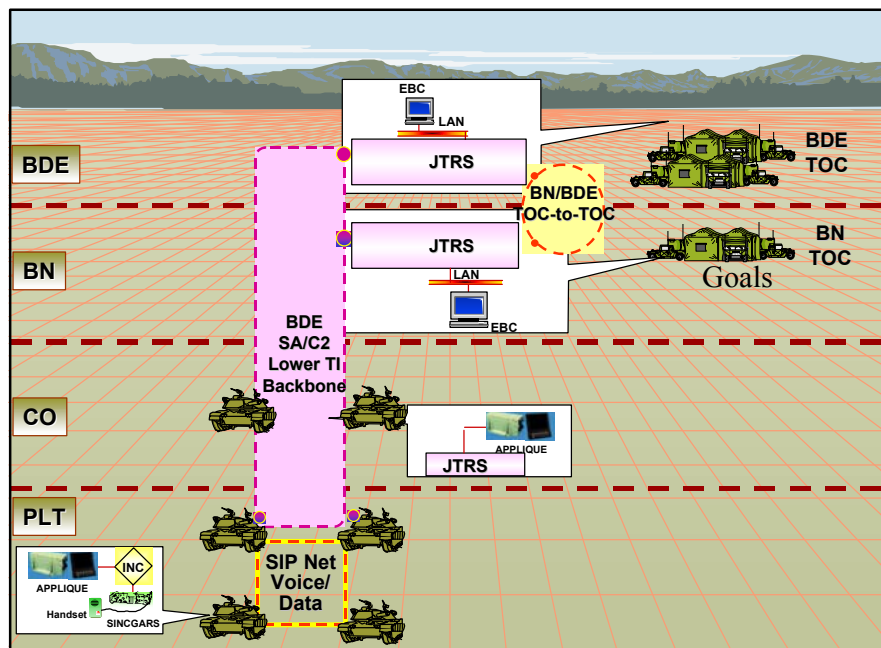 EBC
LAN
JTRS
BDE
BDE
TOC
BN/BDE
TOC-to-TOC
JTRS
BN
TOC
BN
LAN
Goals
EBC
BDE
SA/C2
Lower TI
Backbone
CO
APPLIQUE
JTRS
PLT
SIP Net
Voice/
Data
INC
APPLIQUE
Handset
SINCGARS